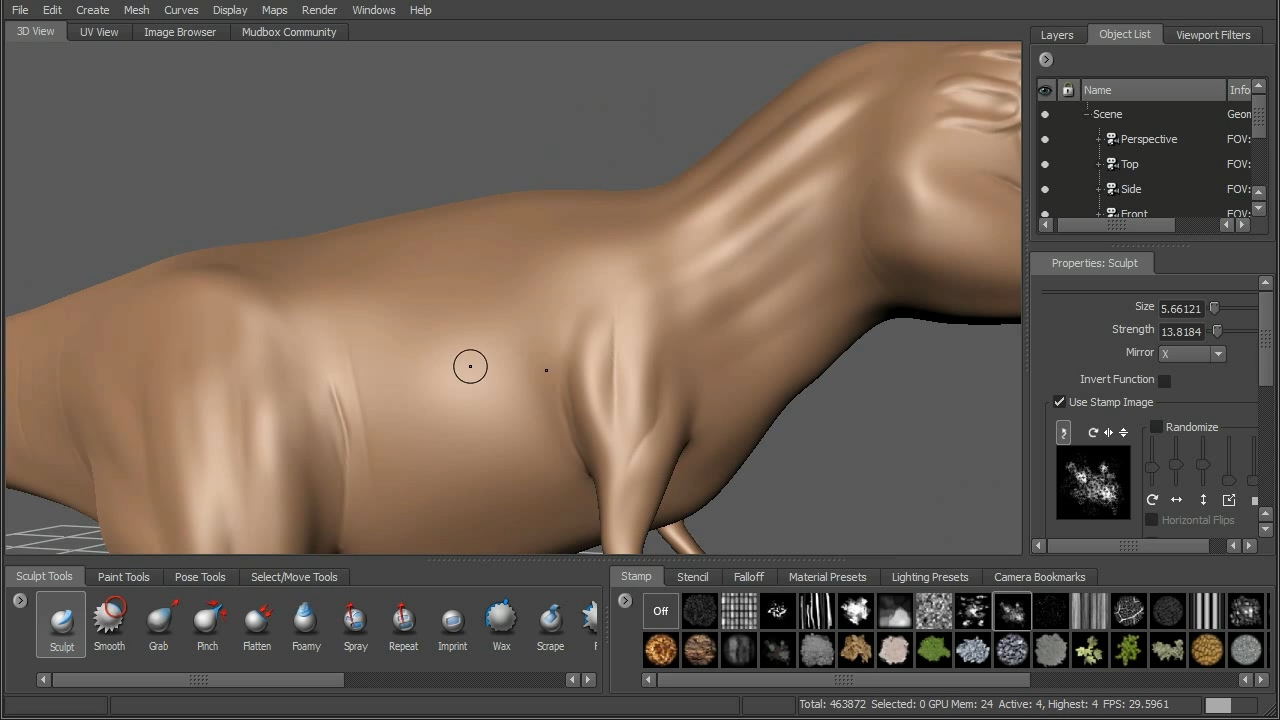 File Edit Create Mesh Curves Display Maps Render Windows Help
3D View UV View Image Browser Mudbox Community
Layers Object List Viewport Filters
Name Info
Scene Geon
Perspective FOV:
Top FOV:
Side FOV:
Front FOV:
Properties: Sculpt
Size 5.66121
Strength 13.8184
Mirror X
Invert Function
Use Stamp Image
Randomize
Horizontal Flips
Sculpt Tools Paint Tools Pose Tools Select/Move Tools
Sculpt Smooth Grab Pinch Flatten Foamy Spray Repeat Imprint Wax Scrape F
Stamp Stencil Falloff Material Presets Lighting Presets Camera Bookmarks
Off
Total: 463872 Selected: 0 GPU Mem: 24 Active: 4, Highest: 4 FPS: 29.5961